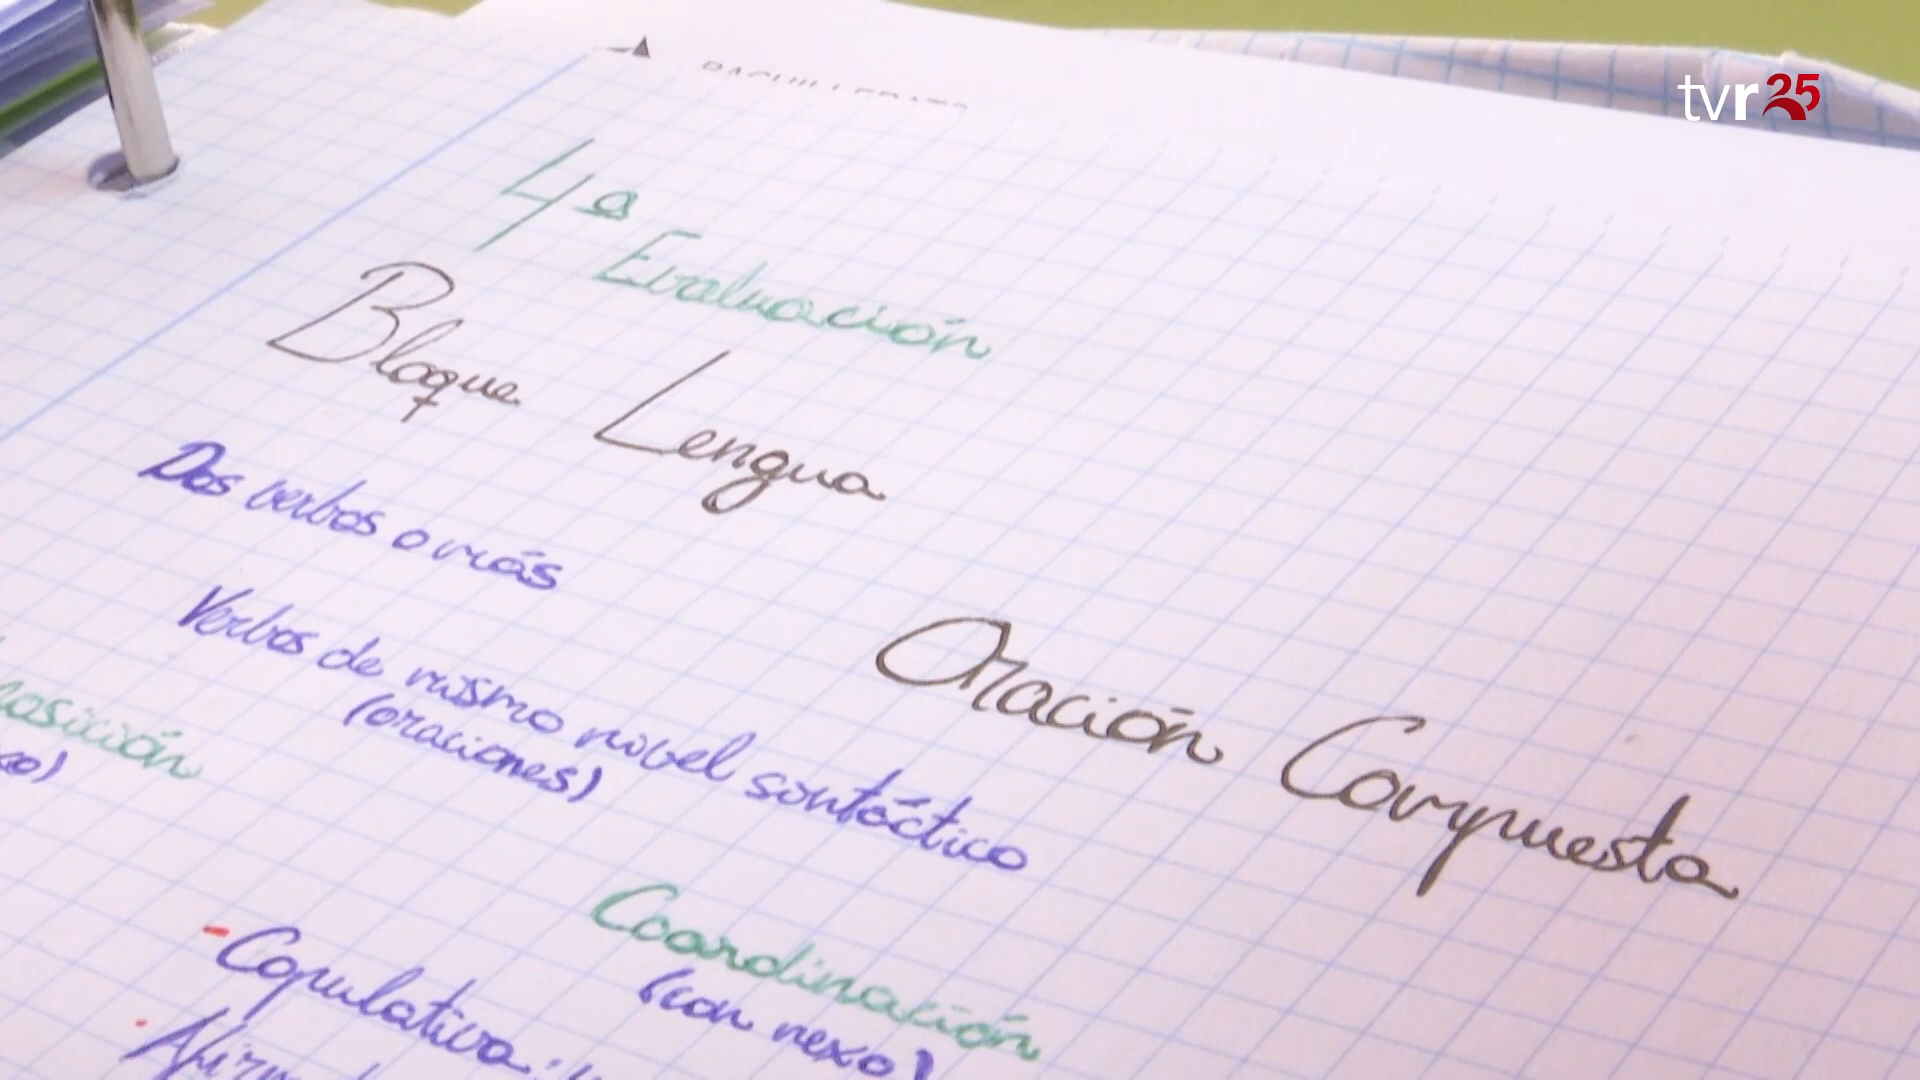 tvr25
4ª Evaluación
Bloque Lengua
Dos verbos o más
Oración Compuesta
Verbos de mismo nivel sintáctico
(oraciones)
Coordinación
(con nexo)
- Copulativa: